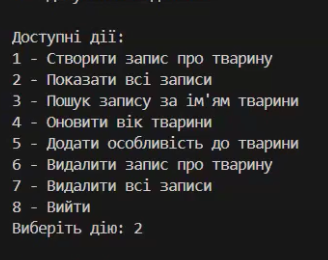 Доступні дії:
1 - Створити запис про тварину
2 - Показати всі записи
3 - Пошук запису за ім'ям тварини
4 - Оновити вік тварини
5 - Додати особливість до тварини
6 - Видалити запис про тварину
7 - Видалити всі записи
8 - Вийти
Виберіть дію: 2